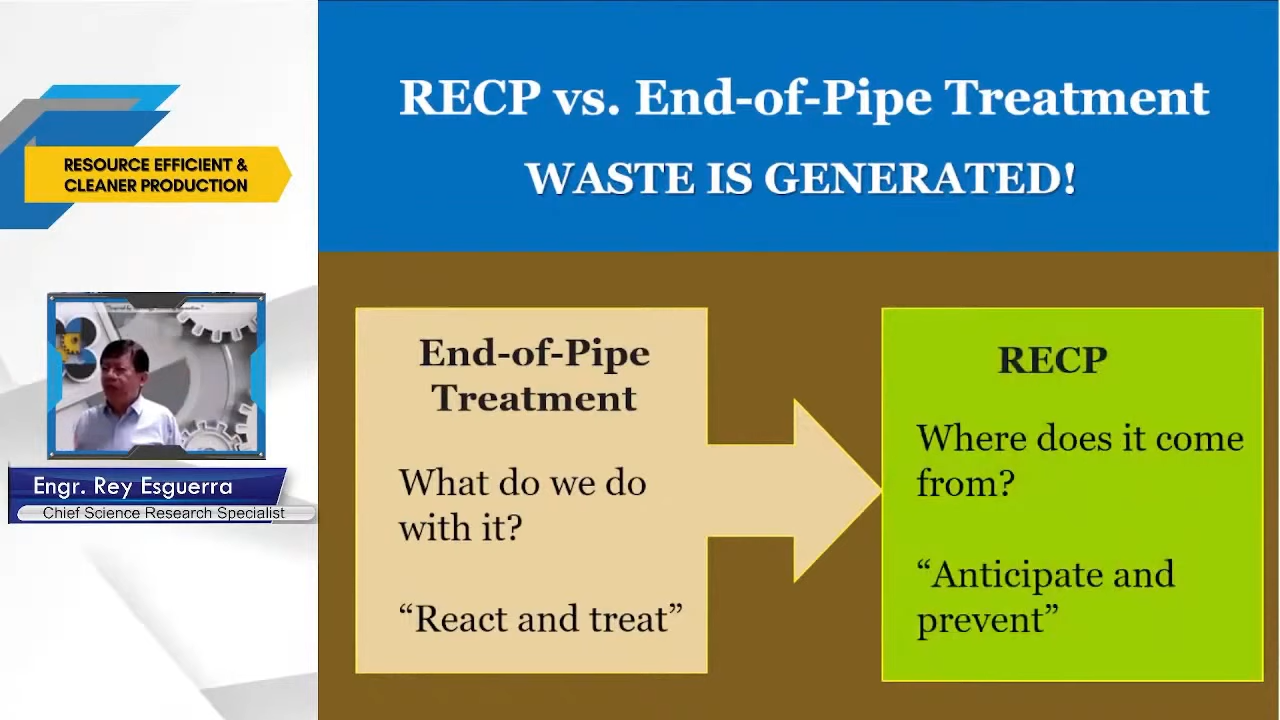 RESOURCE EFFICIENT &
CLEANER PRODUCTION
Engr. Rey Esguerra
Chief Science Research Specialist
RECP vs. End-of-Pipe Treatment
WASTE IS GENERATED!
End-of-Pipe
Treatment
What do we do
with it?
“React and treat”
RECP
Where does it come
from?
“Anticipate and
prevent”